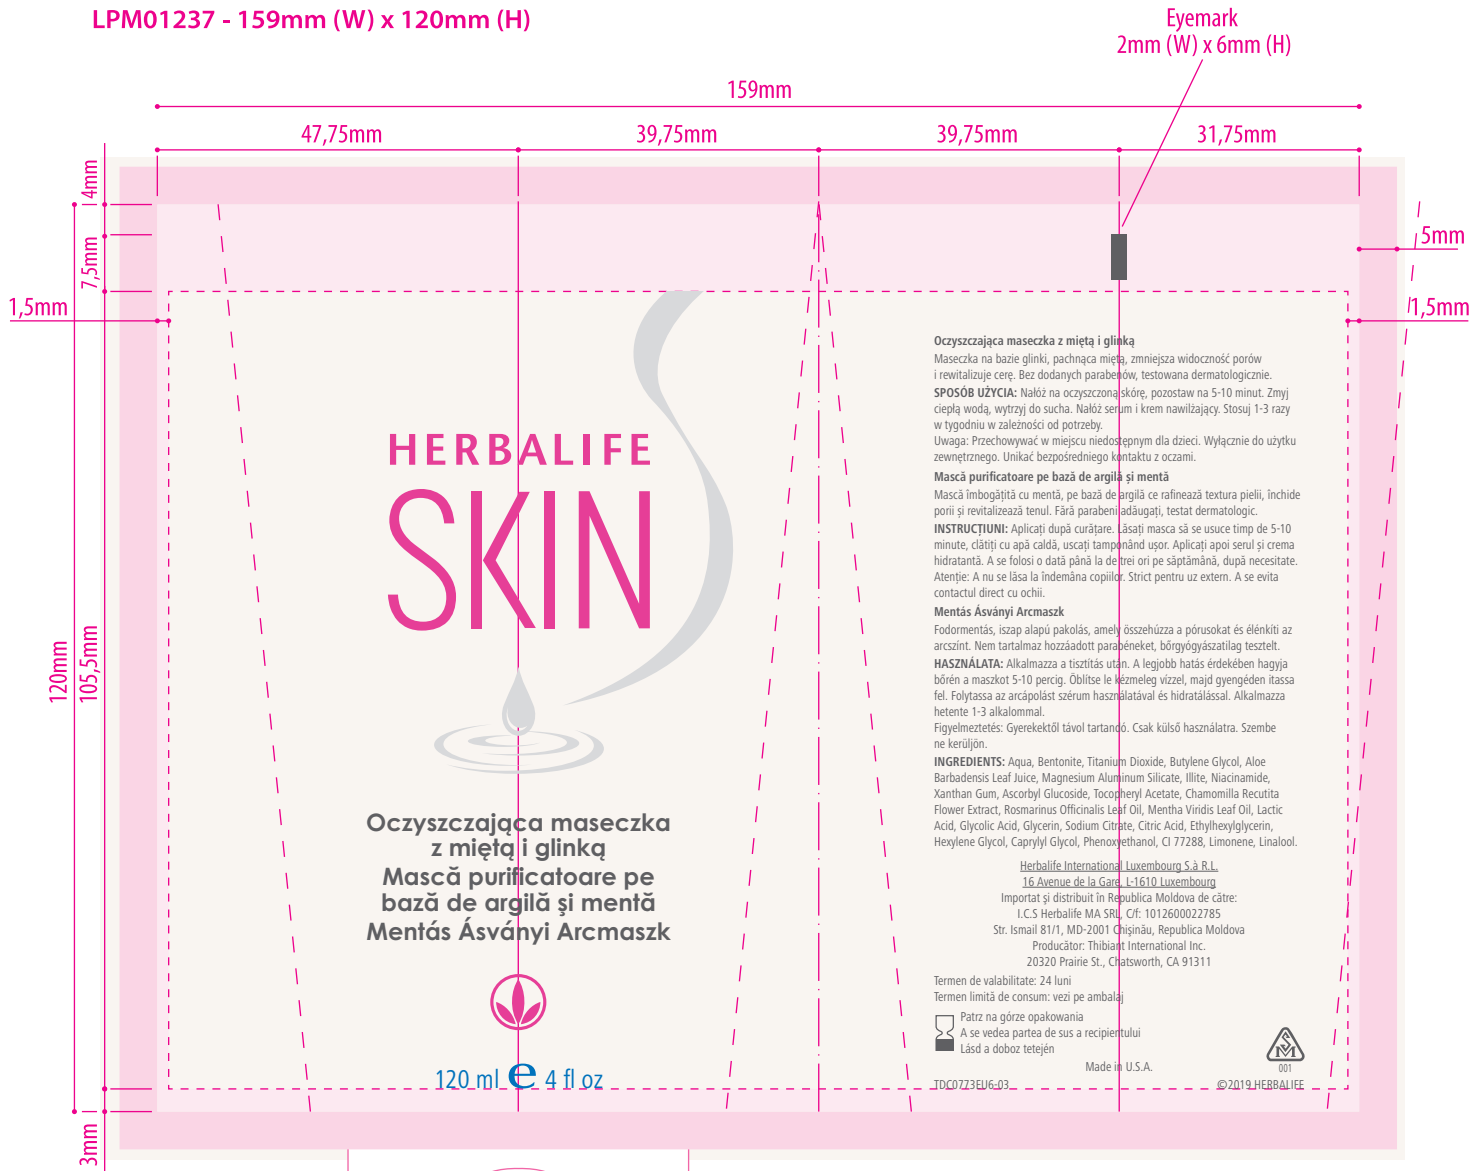 LPM01237 - 159mm (W) x 120mm (H)
Eyemark
2mm (W) x 6mm (H)
159mm
47,75mm
39,75mm
39,75mm
31,75mm
4mm
7,5mm
5mm
1,5mm
1,5mm
120mm
105,5mm
3mm
HERBALIFE
SKIN
Oczyszczająca maseczka
z miętą i glinką
Mască purificatoare pe
bază de argilă şi mentă
Mentás Ásványi Arcmaszk
120 ml e 4 fl oz
Oczyszczająca maseczka z miętą i glinką
Maseczka na bazie glinki, pachnąca miętą, zmniejsza widoczność porów
i rewitalizuje cerę. Bez dodanych parabenów, testowana dermatologicznie.
SPOSÓB UŻYCIA: Nałóż na oczyszczoną skórę, pozostaw na 5-10 minut. Zmyj
ciepłą wodą, wytrzyj do sucha. Nałóż serum i krem nawilżający. Stosuj 1-3 razy
w tygodniu w zależności od potrzeby.
Uwaga: Przechowywać w miejscu niedostępnym dla dzieci. Wyłącznie do użytku
zewnętrznego. Unikać bezpośredniego kontaktu z oczami.
Mască purificatoare pe bază de argilă și mentă
Mască îmbogățită cu mentă, pe bază de argilă ce rafinează textura pielii, închide
porii și revitalizează tenul. Fără parabeni adăugați, testat dermatologic.
INSTRUCȚIUNI: Aplicați după curățare. Lăsați masca să se usuce timp de 5-10
minute, clătiți cu apă caldă, uscați tamponând ușor. Aplicați apoi serul și crema
hidratantă. A se folosi o dată până la de trei ori pe săptămână, după necesitate.
Atenție: A nu se lăsa la îndemâna copiilor. Strict pentru uz extern. A se evita
contactul direct cu ochii.
Mentás Ásványi Arcmaszk
Fodormentás, iszap alapú pakolás, amely összehúzza a pórusokat és élénkíti az
arcszínt. Nem tartalmaz hozzáadott parabéneket, bőrgyógyászatilag tesztelt.
HASZNÁLATA: Alkalmazza a tisztítás után. A legjobb hatás érdekében hagyja
bőrén a maszkot 5-10 percig. Öblítse le kézmeleg vízzel, majd gyengéden itassa
fel. Folytassa az arcápolást szérum használatával és hidratálással. Alkalmazza
hetente 1-3 alkalommal.
Figyelmeztetés: Gyerekektől távol tartandó. Csak külső használatra. Szembe
ne kerüljön.
INGREDIENTS: Aqua, Bentonite, Titanium Dioxide, Butylene Glycol, Aloe
Barbadensis Leaf Juice, Magnesium Aluminum Silicate, Illite, Niacinamide,
Xanthan Gum, Ascorbyl Glucoside, Tocopheryl Acetate, Chamomilla Recutita
Flower Extract, Rosmarinus Officinalis Leaf Oil, Mentha Viridis Leaf Oil, Lactic
Acid, Glycolic Acid, Glycerin, Sodium Citrate, Citric Acid, Ethylhexylglycerin,
Hexylene Glycol, Caprylyl Glycol, Phenoxyethanol, CI 77288, Limonene, Linalool.
Herbalife International Luxembourg S.à R.L.
16 Avenue de la Gare, L-1610 Luxembourg
Importat şi distribuit în Republica Moldova de către:
I.C.S Herbalife MA SRL, C/f: 1012600022785
Str. Ismail 81/1, MD-2001 Chişinău, Republica Moldova
Producător: Thibiant International Inc.
20320 Prairie St., Chatsworth, CA 91311
Termen de valabilitate: 24 luni
Termen limită de consum: vezi pe ambalaj
Patrz na górze opakowania
A se vedea partea de sus a recipientului
Lásd a doboz tetején
Made in U.S.A.
SM
001
TDC0773EU6-03
©2019 HERBALIFE